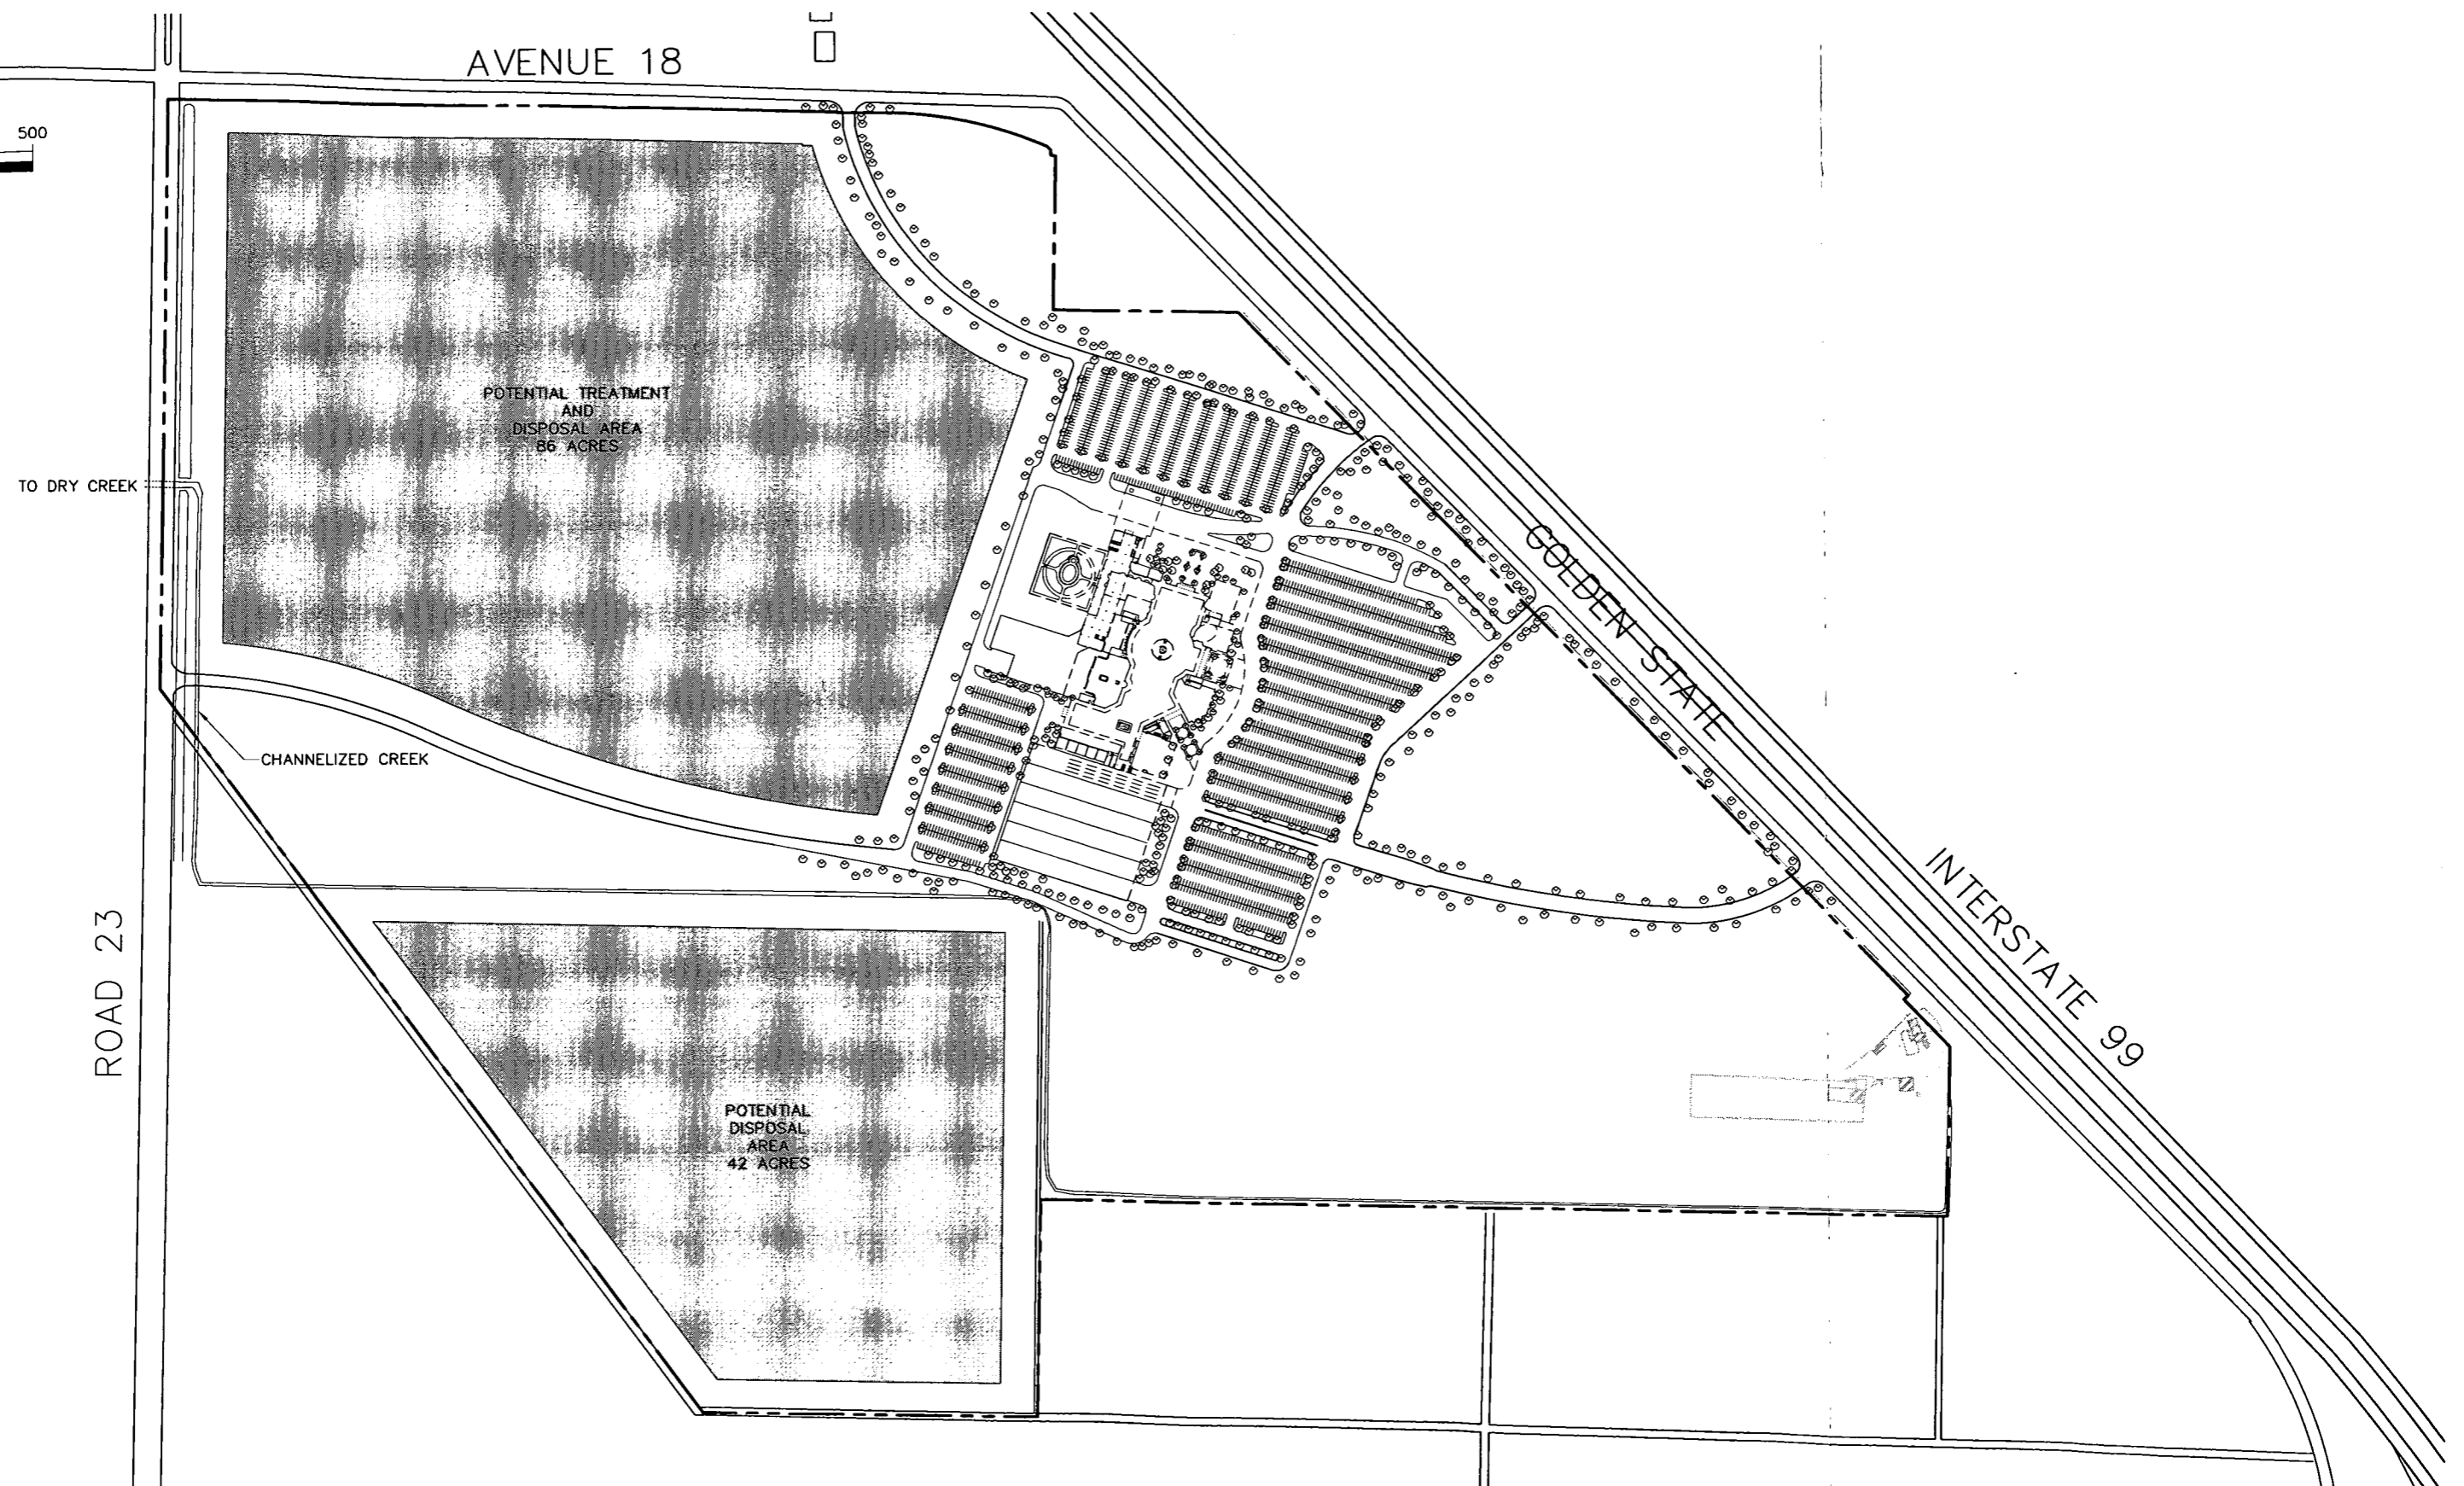 AVENUE 18
500
POTENTIAL TREATMENT
AND
DISPOSAL AREA
86 ACRES
TO DRY CREEK
CHANNELIZED CREEK
GOLDEN STATE
INTERSTATE 99
ROAD 23
POTENTIAL
DISPOSAL
AREA
42 ACRES